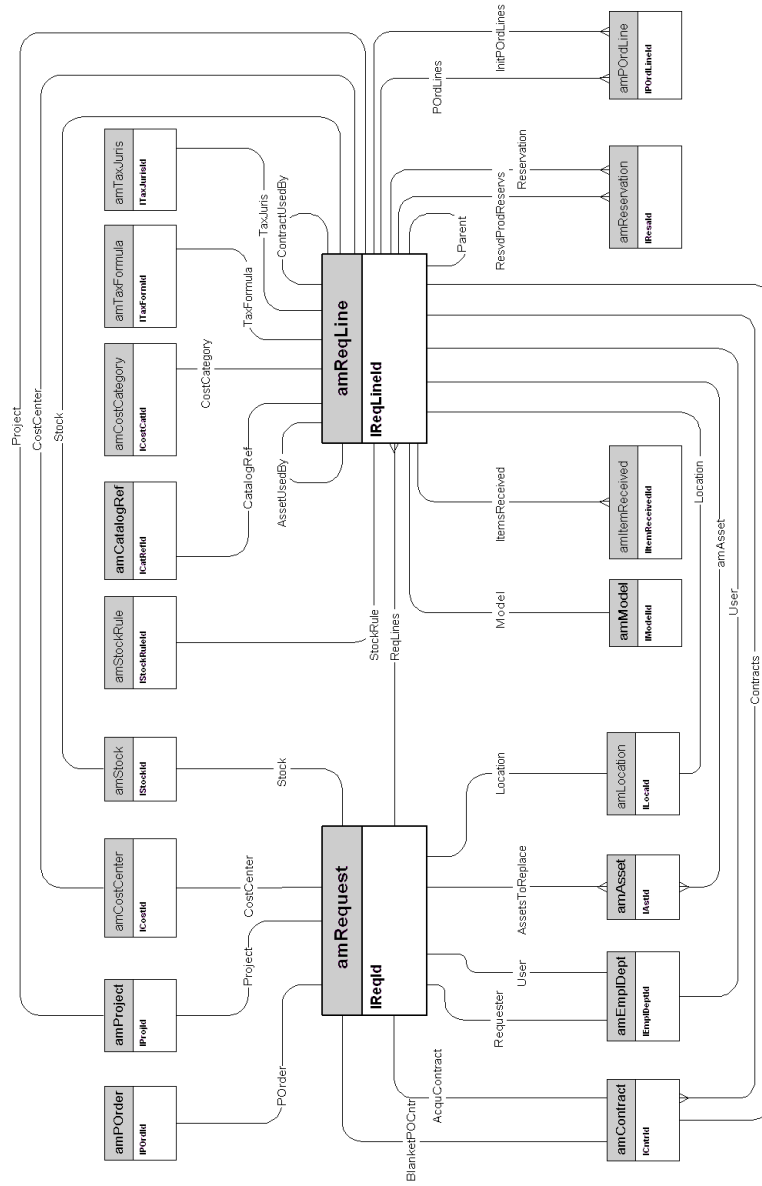 Project
CostCenter
Stock
amPOrder
lPOrdId
amProject
lProjId
amCostCenter
lCostId
amStock
lStockId
amStockRule
lStockRuleId
amCatalogRef
lCatRefId
amCostCategory
lCostCatId
amTaxFormula
lTaxFormId
amTaxJuris
lTaxJurisId
POrder
Project
CostCenter
Stock
CatalogRef
CostCategory
TaxFormula
TaxJuris
AssetUsedBy
ContractUsedBy
amRequest
lReqId
amReqLine
lReqLineId
StockRule
ReqLines
BlanketPOCntr
AcquContract
Requester
User
AssetsToReplace
Location
Model
ItemsReceived
Parent
ResvdProdReservs
Reservation
POrdLines
InitPOrdLines
amContract
lCntrId
amEmplDept
lEmplDeptId
amAsset
lAstId
amLocation
lLocaId
amModel
lModelId
amItemReceived
lItemReceivedId
amReservation
lResaId
amPOrdLine
lPOrdLineId
Location
amAsset
User
Contracts